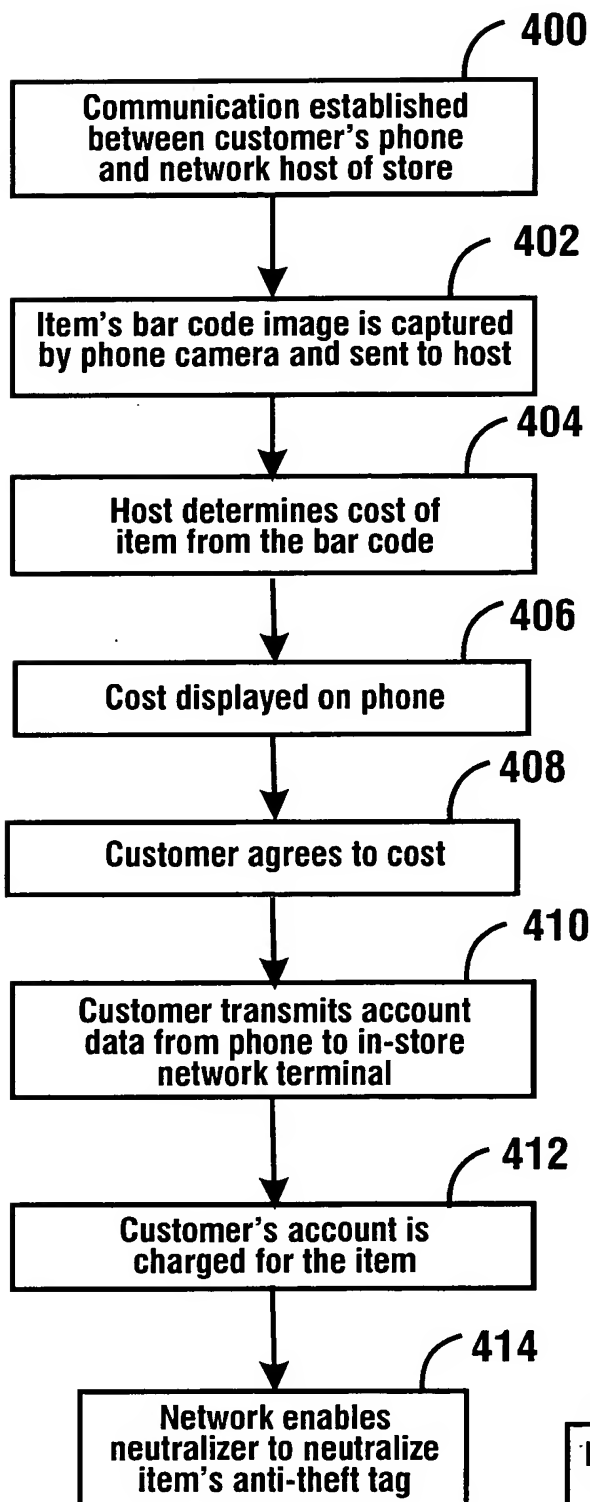 400
Communication established
between customer's phone
and network host of store
402
Item's bar code image is captured
by phone camera and sent to host
404
Host determines cost of
item from the bar code
406
Cost displayed on phone
408
Customer agrees to cost
410
Customer transmits account
data from phone to in-store
network terminal
412
Customer's account is
charged for the item
414
Network enables
neutralizer to neutralize
item's anti-theft tag